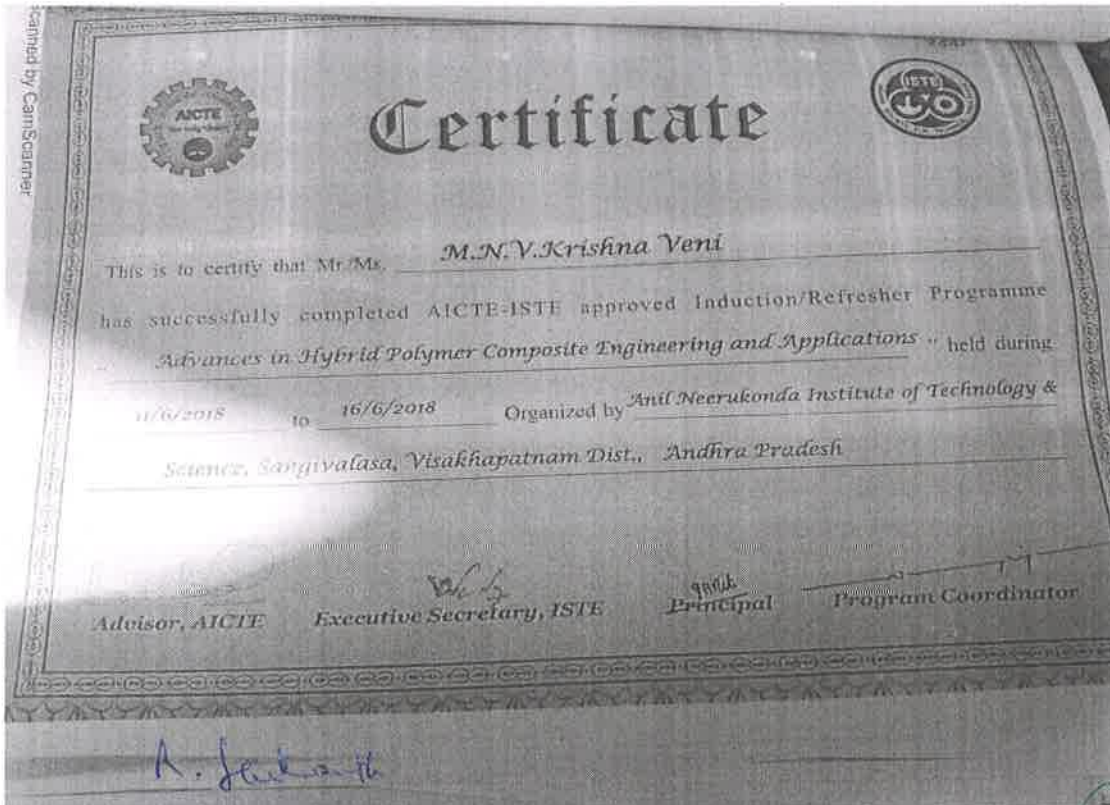 Scanned by CamScanner
AICTE
ISTE
Certificate
This is to certify that Mr/Ms. M.N.V.Krishna Veni
has successfully completed AICTE-ISTE approved Induction/Refresher Programme
" Advances in Hybrid Polymer Composite Engineering and Applications " held during
11/6/2018 to 16/6/2018 Organized by Anil Neerukonda Institute of Technology &
Science, Sangivalasa, Visakhapatnam Dist., Andhra Pradesh
Advisor, AICTE Executive Secretary, ISTE Principal Program Coordinator